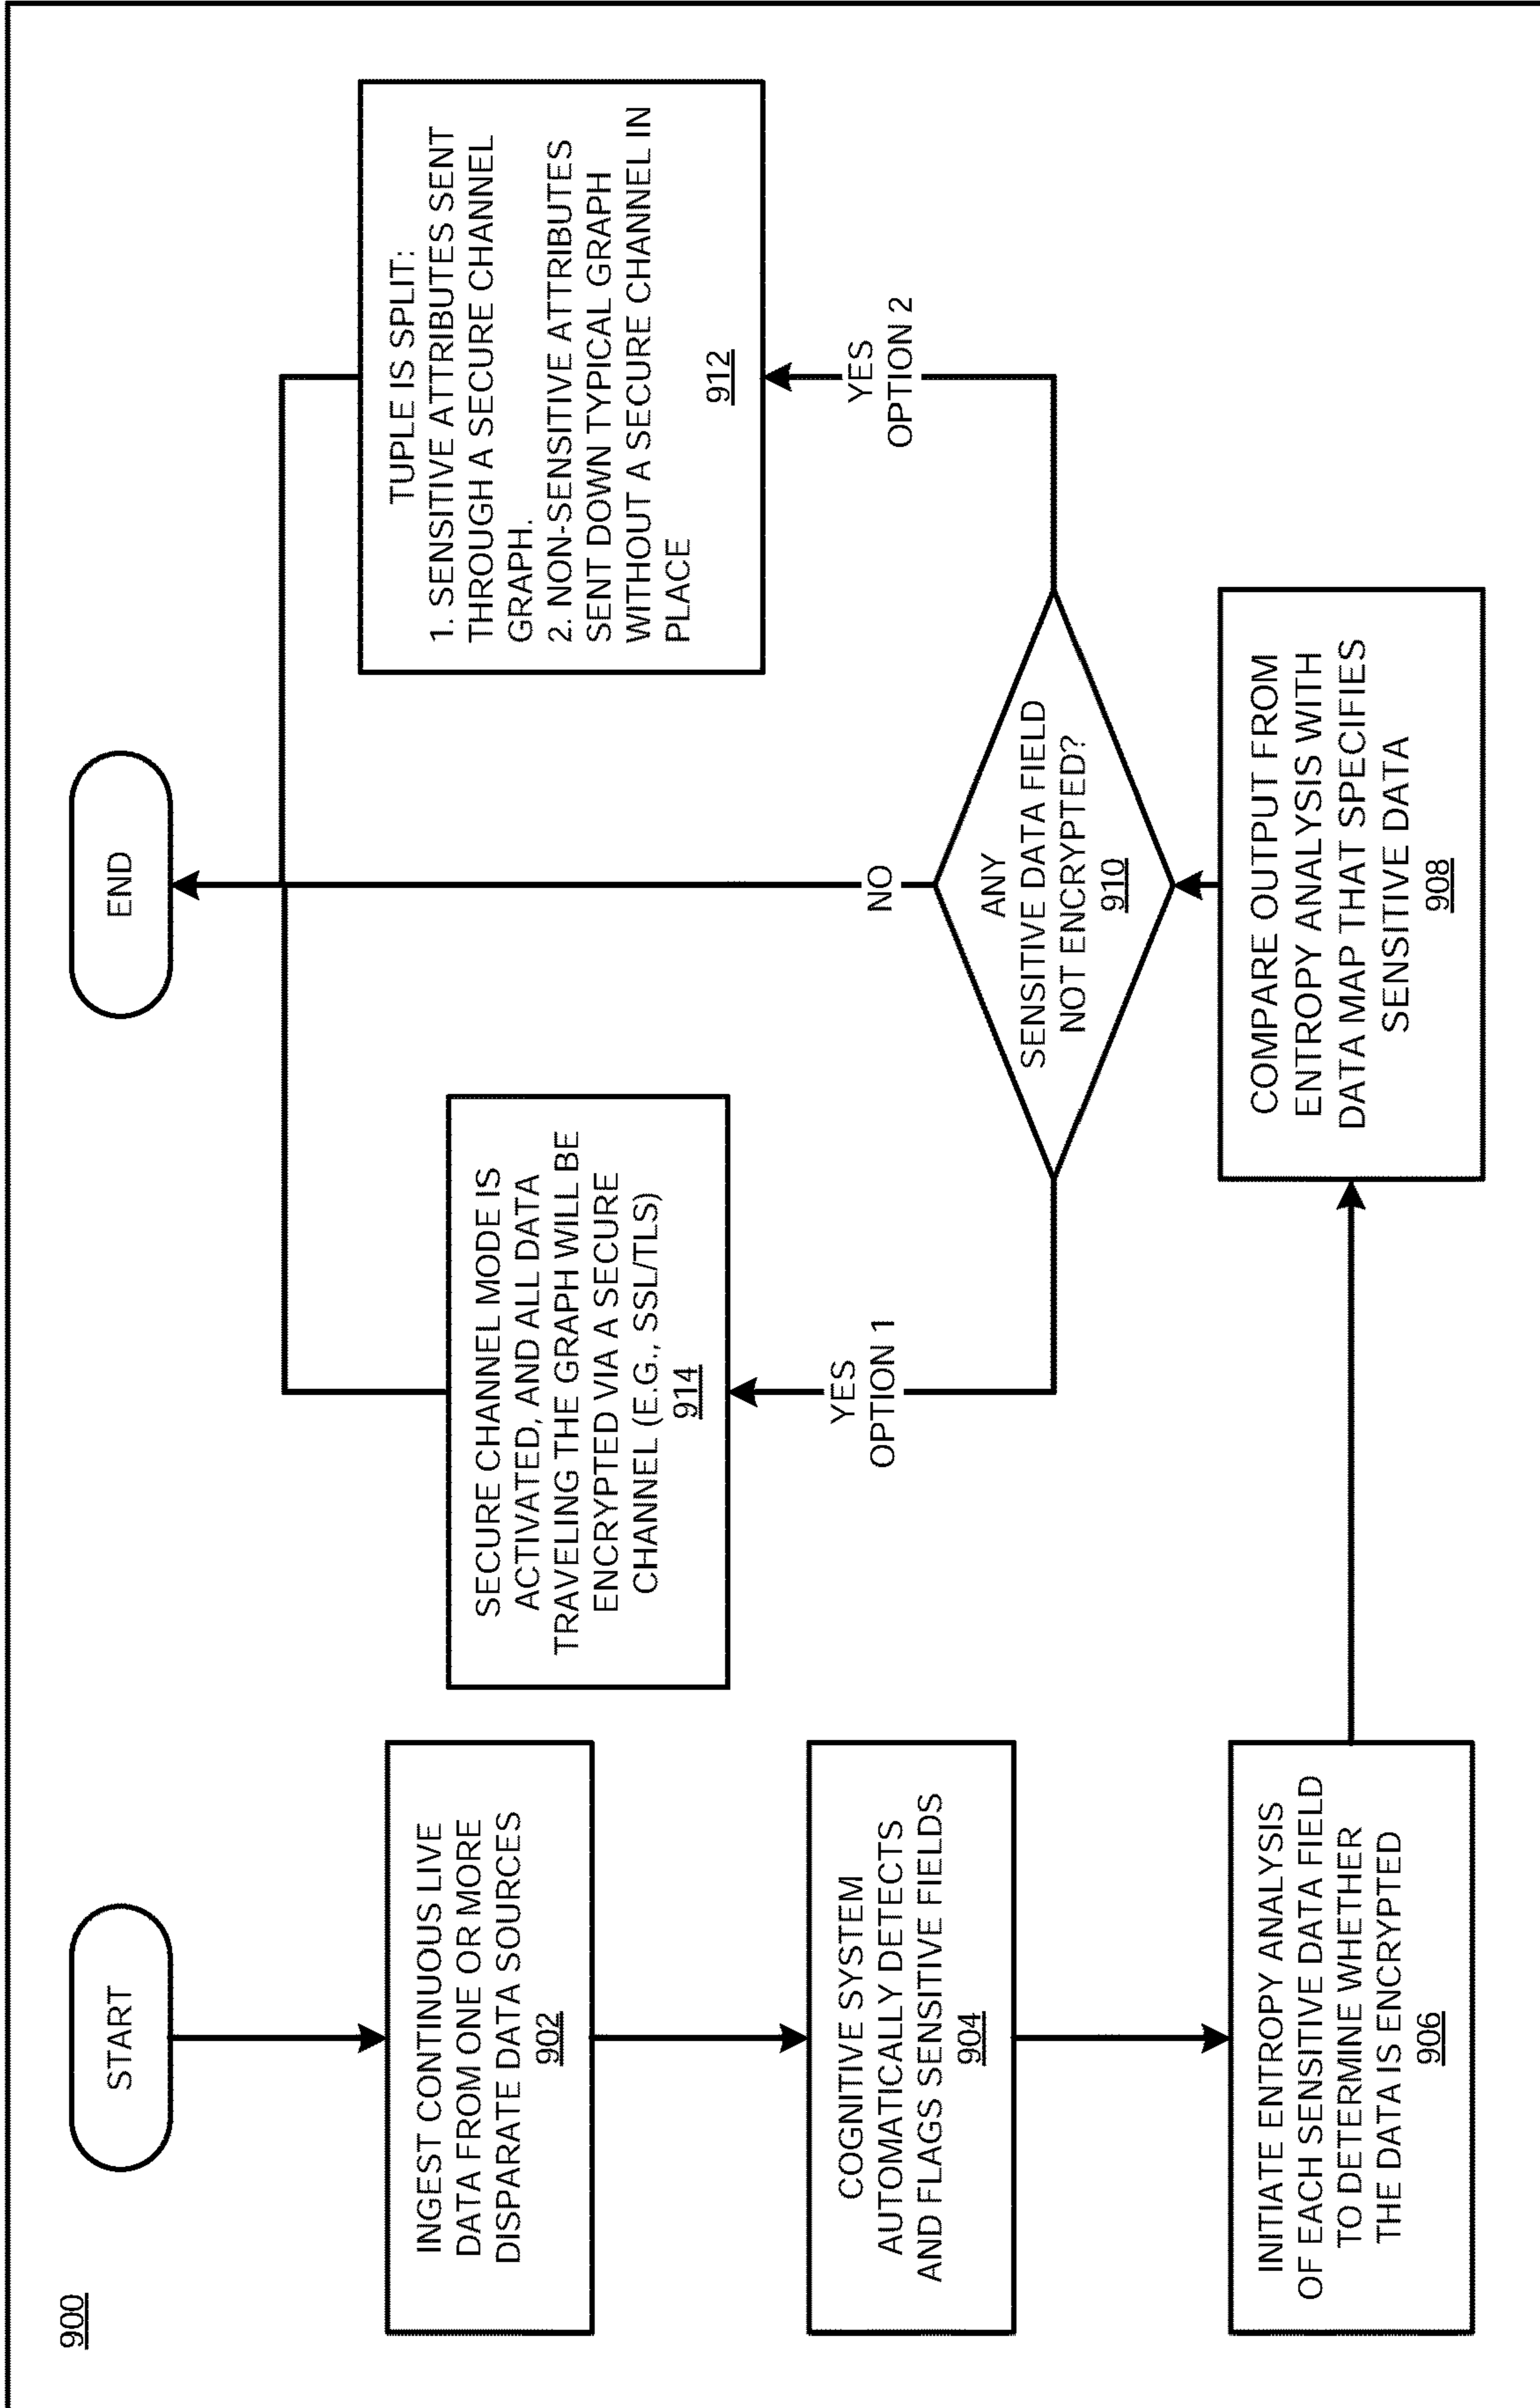 900
START
INGEST CONTINUOUS LIVE
DATA FROM ONE OR MORE
DISPARATE DATA SOURCES
902
COGNITIVE SYSTEM
AUTOMATICALLY DETECTS
AND FLAGS SENSITIVE FIELDS
904
INITIATE ENTROPY ANALYSIS
OF EACH SENSITIVE DATA FIELD
TO DETERMINE WHETHER
THE DATA IS ENCRYPTED
906
COMPARE OUTPUT FROM
ENTROPY ANALYSIS WITH
DATA MAP THAT SPECIFIES
SENSITIVE DATA
908
ANY
SENSITIVE DATA FIELD
NOT ENCRYPTED?
910
YES
OPTION 1
SECURE CHANNEL MODE IS
ACTIVATED, AND ALL DATA
TRAVELING THE GRAPH WILL BE
ENCRYPTED VIA A SECURE
CHANNEL (E.G., SSL/TLS)
914
NO
YES
OPTION 2
TUPLE IS SPLIT:
1. SENSITIVE ATTRIBUTES SENT
THROUGH A SECURE CHANNEL
GRAPH.
2. NON-SENSITIVE ATTRIBUTES
SENT DOWN TYPICAL GRAPH
WITHOUT A SECURE CHANNEL IN
PLACE
912
END